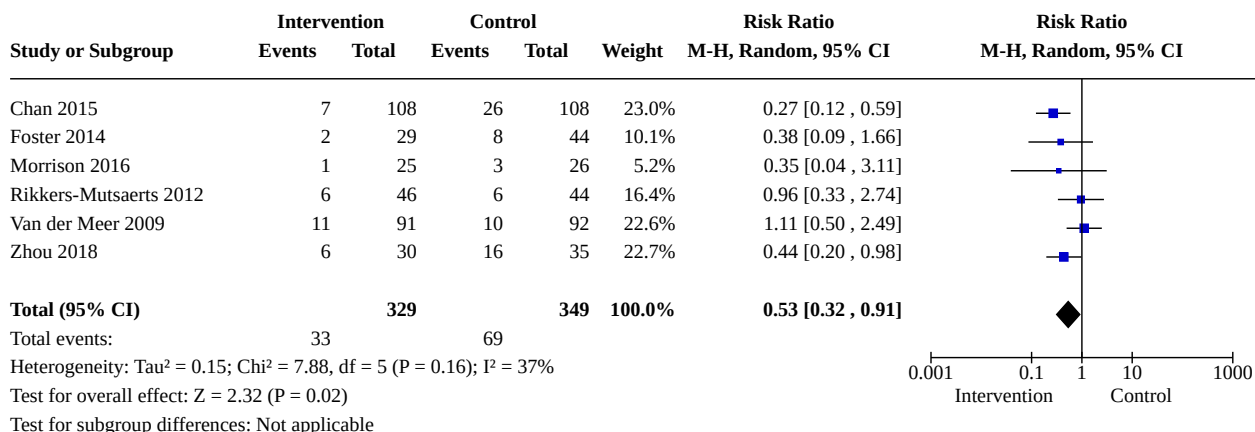 Intervention Control Risk Ratio Risk Ratio
Study or Subgroup Events Total Events Total Weight M-H, Random, 95% CI M-H, Random, 95% CI
Chan 2015 7 108 26 108 23.0% 0.27 [0.12 , 0.59]
Foster 2014 2 29 8 44 10.1% 0.38 [0.09 , 1.66]
Morrison 2016 1 25 3 26 5.2% 0.35 [0.04 , 3.11]
Rikkers-Mutsaerts 2012 6 46 6 44 16.4% 0.96 [0.33 , 2.74]
Van der Meer 2009 11 91 10 92 22.6% 1.11 [0.50 , 2.49]
Zhou 2018 6 30 16 35 22.7% 0.44 [0.20 , 0.98]
Total (95% CI) 329 349 100.0% 0.53 [0.32 , 0.91]
Total events: 33 69
Heterogeneity: Tau² = 0.15; Chi² = 7.88, df = 5 (P = 0.16); I² = 37%
0.001 0.1 1 10 1000
Test for overall effect: Z = 2.32 (P = 0.02) Intervention Control
Test for subgroup differences: Not applicable